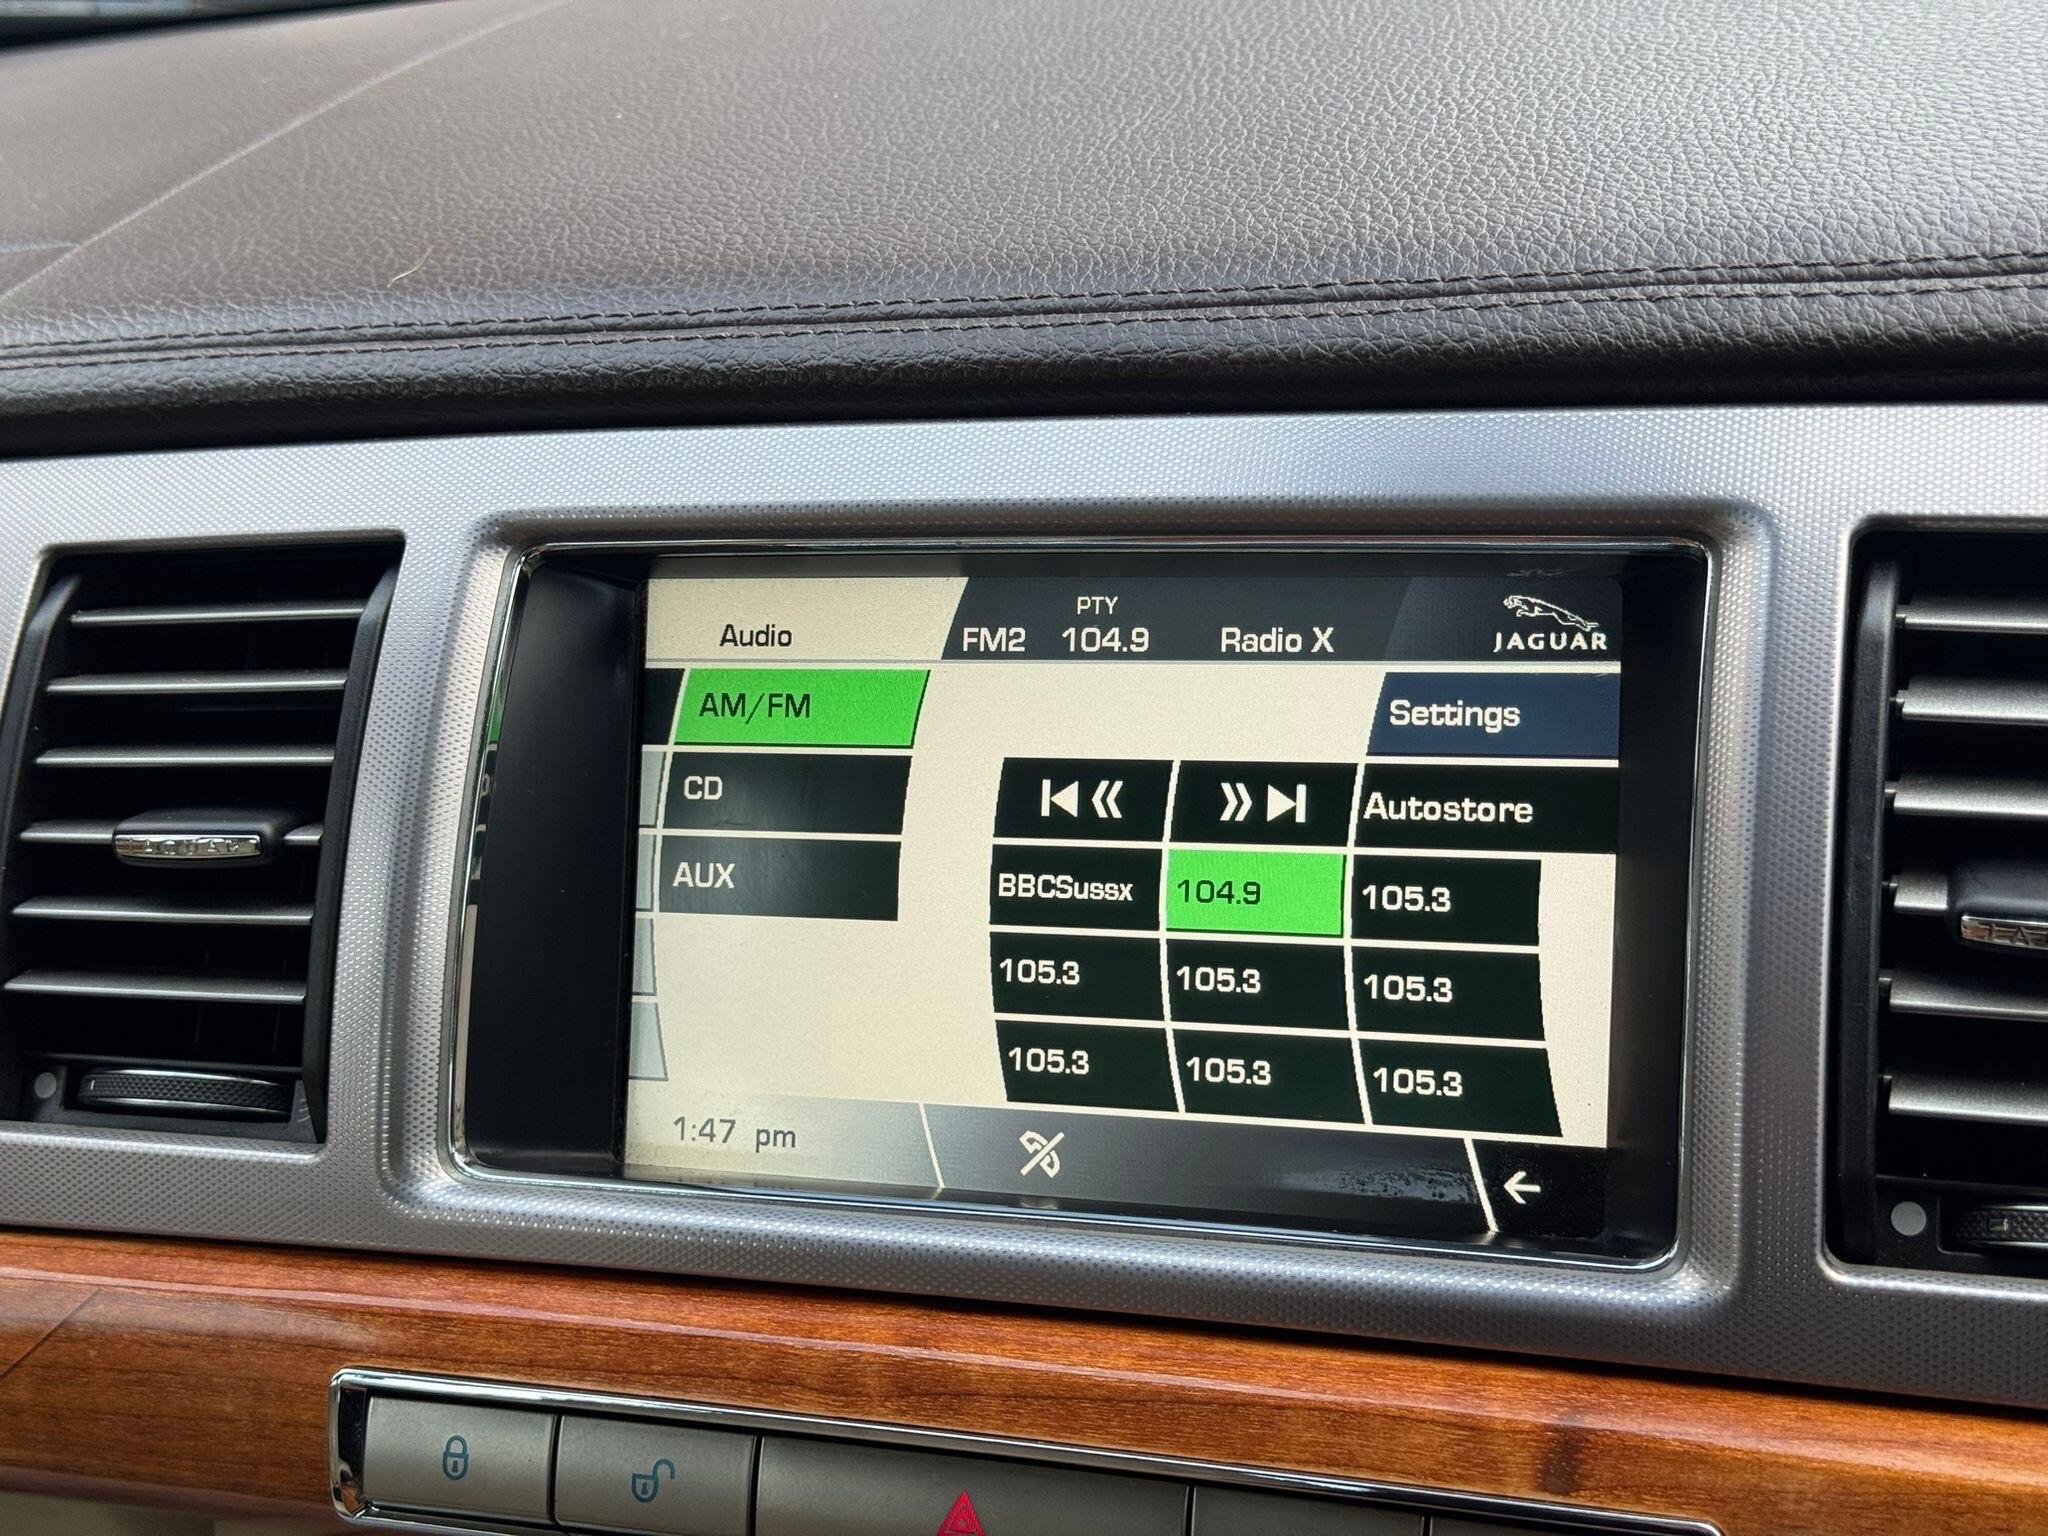 PTY
Audio
FM2 104.9 Radio X
JAGUAR
AM/FM
Settings
CD
Autostore
AUX
BBCSussx 104.9 105.3
105.3 105.3 105.3
105.3 105.3 105.3
1:47 pm
JAGUAR